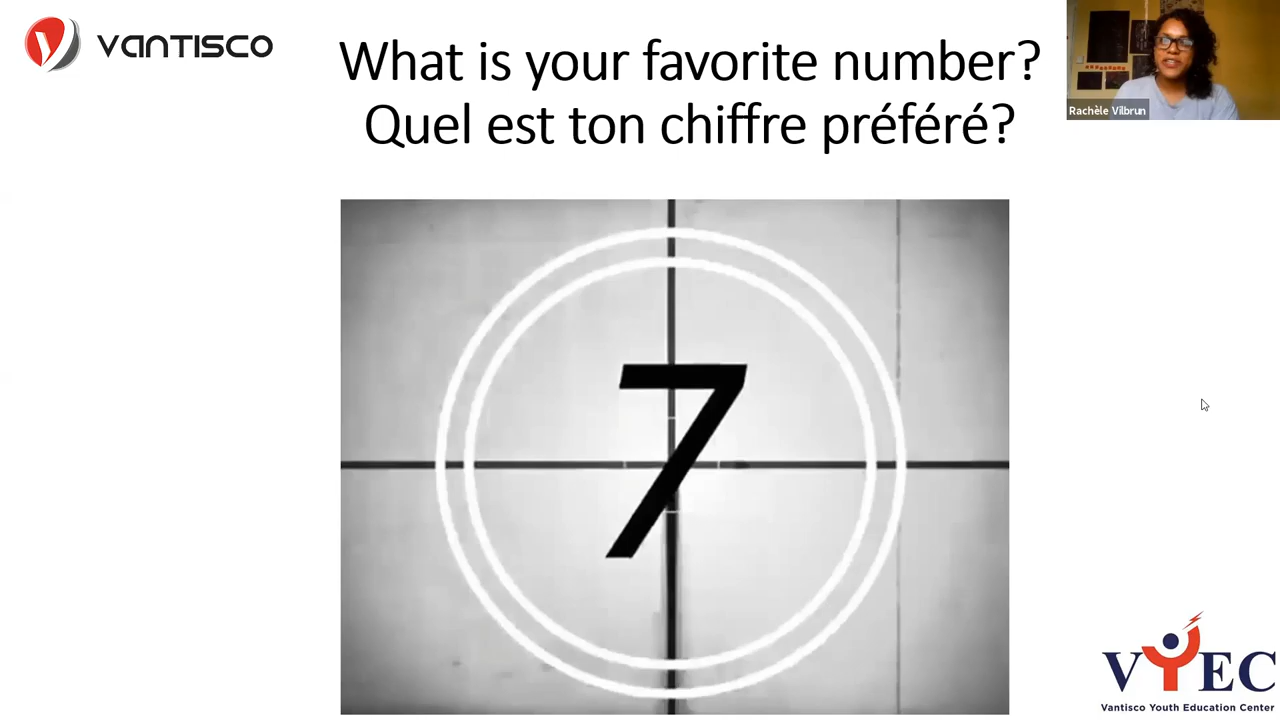 VANTISCO
What is your favorite number?
Quel est ton chiffre préféré?
Rachèle Vilbrun
7
VYEC
Vantisco Youth Education Center